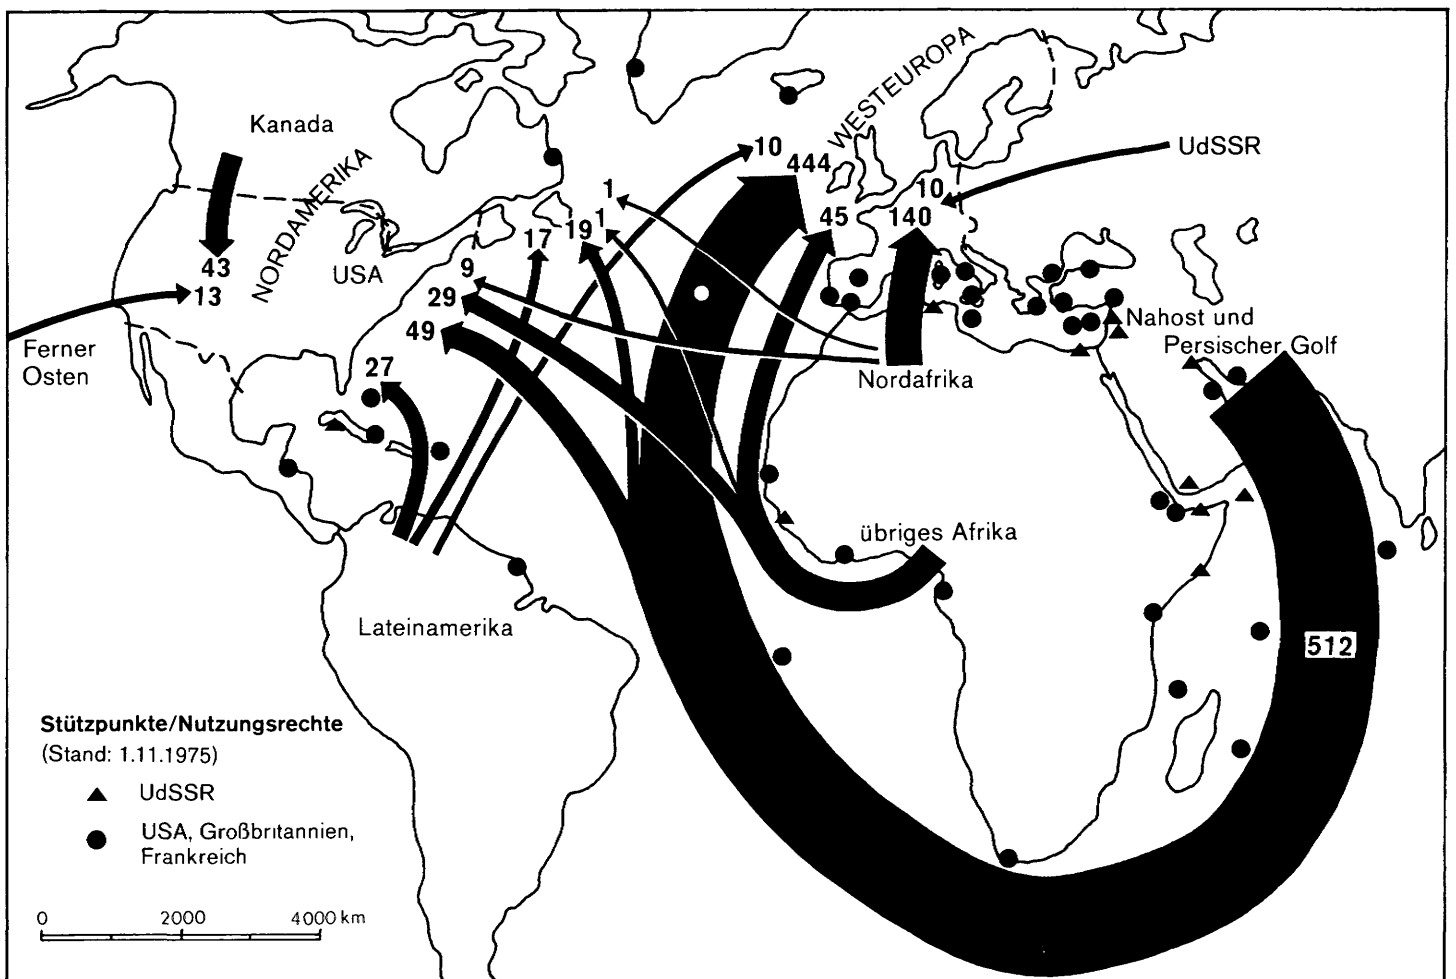 WESTEUROPA
Kanada
NORDAMERIKA
USA
UdSSR
10
444
10
1
45
140
19
1
17
43
13
9
29
49
27
Ferner
Osten
Nahost und
Persischer Golf
Nordafrika
übriges Afrika
Lateinamerika
512
Stützpunkte/Nutzungsrechte
(Stand: 1.11.1975)
UdSSR
USA, Großbritannien,
Frankreich
0 2000 4000 km